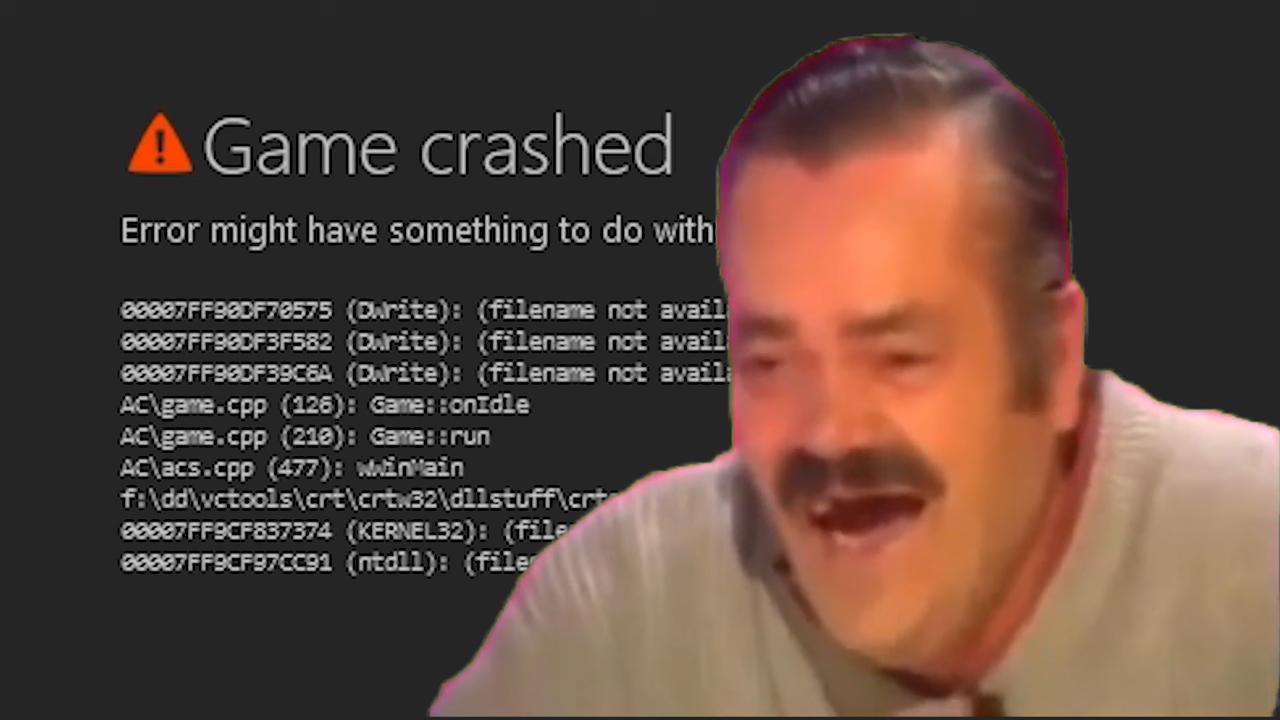 Game crashed
Error might have something to do with
00007FF90DF70575 (DWrite): (filename not avail
00007FF90DF3F582 (DWrite): (filename not avail
00007FF90DF39C6A (DWrite): (filename not avail
AC\game.cpp (126): Game::onIdle
AC\game.cpp (210): Game::run
AC\acs.cpp (477): wWinMain
f:\dd\vctools\crt\crtw32\dllstuff\crt
00007FF9CF837374 (KERNEL32): (file
00007FF9CF97CC91 (ntdll): (file